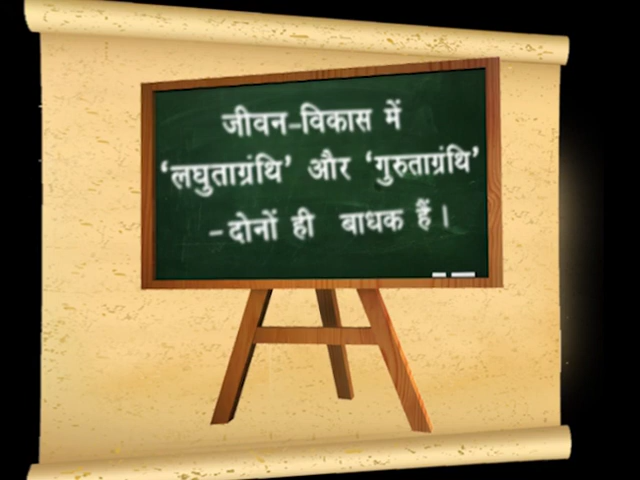 जीवन-विकास में
‘लघुताग्रंथि’ और ‘गुरुताग्रंथि’
-दोनों ही बाधक हैं।